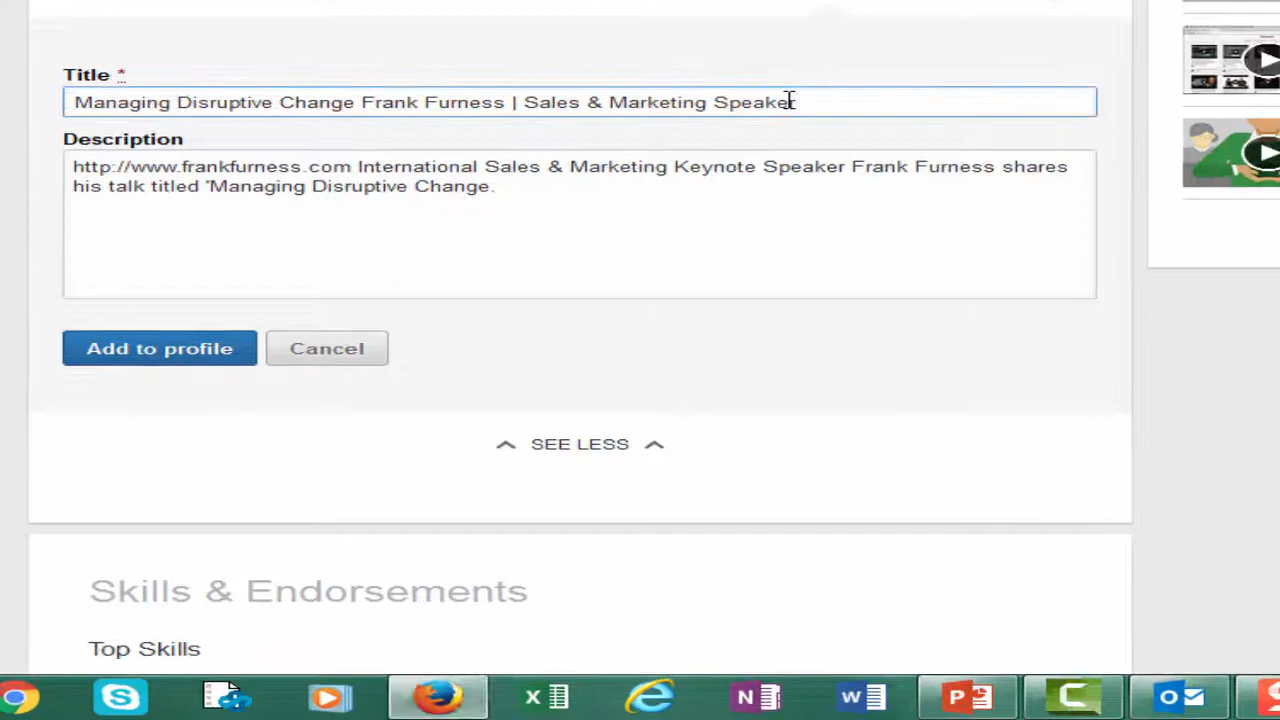 Title *
Managing Disruptive Change Frank Furness | Sales & Marketing Speaker
Description
http://www.frankfurness.com International Sales & Marketing Keynote Speaker Frank Furness shares
his talk titled 'Managing Disruptive Change.
Add to profile
Cancel
SEE LESS
Skills & Endorsements
Top Skills